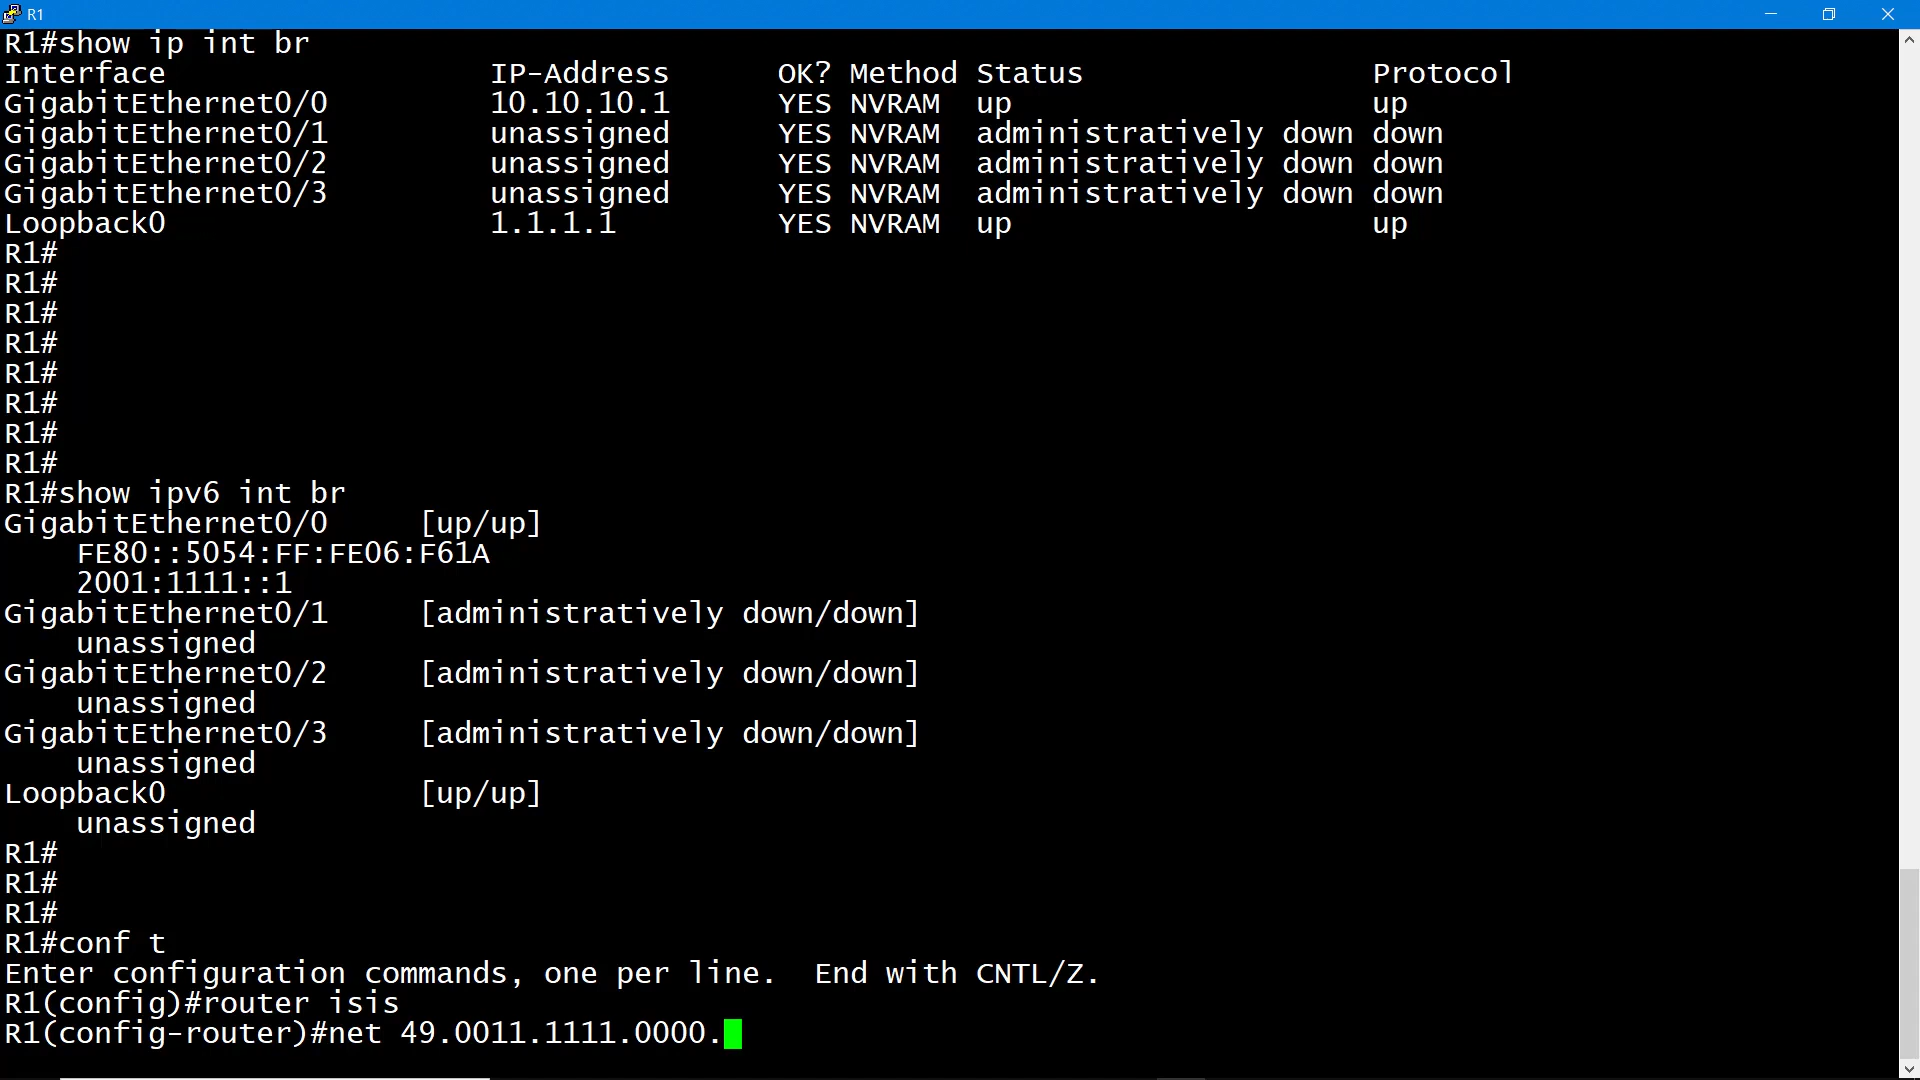 R1
R1#show ip int br
Interface                  IP-Address      OK? Method Status                Protocol
GigabitEthernet0/0         10.10.10.1      YES NVRAM  up                    up
GigabitEthernet0/1         unassigned      YES NVRAM  administratively down down
GigabitEthernet0/2         unassigned      YES NVRAM  administratively down down
GigabitEthernet0/3         unassigned      YES NVRAM  administratively down down
Loopback0                  1.1.1.1         YES NVRAM  up                    up
R1#
R1#
R1#
R1#
R1#
R1#
R1#
R1#
R1#show ipv6 int br
GigabitEthernet0/0     [up/up]
    FE80::5054:FF:FE06:F61A
    2001:1111::1
GigabitEthernet0/1     [administratively down/down]
    unassigned
GigabitEthernet0/2     [administratively down/down]
    unassigned
GigabitEthernet0/3     [administratively down/down]
    unassigned
Loopback0              [up/up]
    unassigned
R1#
R1#
R1#
R1#conf t
Enter configuration commands, one per line.  End with CNTL/Z.
R1(config)#router isis
R1(config-router)#net 49.0011.1111.0000.